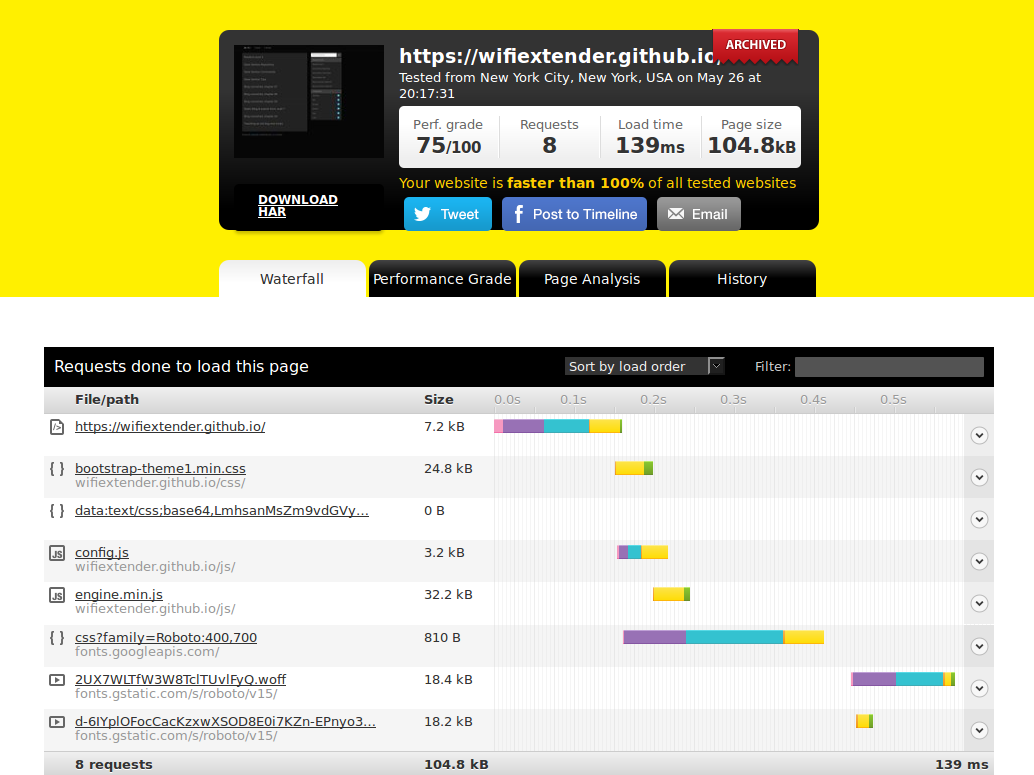 https://wifiextender.github.io/
ARCHIVED
Tested from New York City, New York, USA on May 26 at
20:17:31
Perf. grade Requests Load time Page size
75/100 8 139ms 104.8kB
Your website is faster than 100% of all tested websites
DOWNLOAD
HAR
Tweet Post to Timeline Email
Waterfall Performance Grade Page Analysis History
Requests done to load this page Sort by load order Filter:
File/path Size 0.0s 0.1s 0.2s 0.3s 0.4s 0.5s
https://wifiextender.github.io/ 7.2 kB
bootstrap-theme1.min.css 24.8 kB
wifiextender.github.io/css/
data:text/css;base64,LmhsanMsZm9vdGVy... 0 B
JS config.js 3.2 kB
wifiextender.github.io/js/
JS engine.min.js 32.2 kB
wifiextender.github.io/js/
css?family=Roboto:400,700 810 B
fonts.googleapis.com/
2UX7WLTfW3W8TclTUvlFyQ.woff 18.4 kB
fonts.gstatic.com/s/roboto/v15/
d-6IYplOFocCacKzxwXSOD8E0i7KZn-EPnyo3... 18.2 kB
fonts.gstatic.com/s/roboto/v15/
8 requests 104.8 kB 139 ms